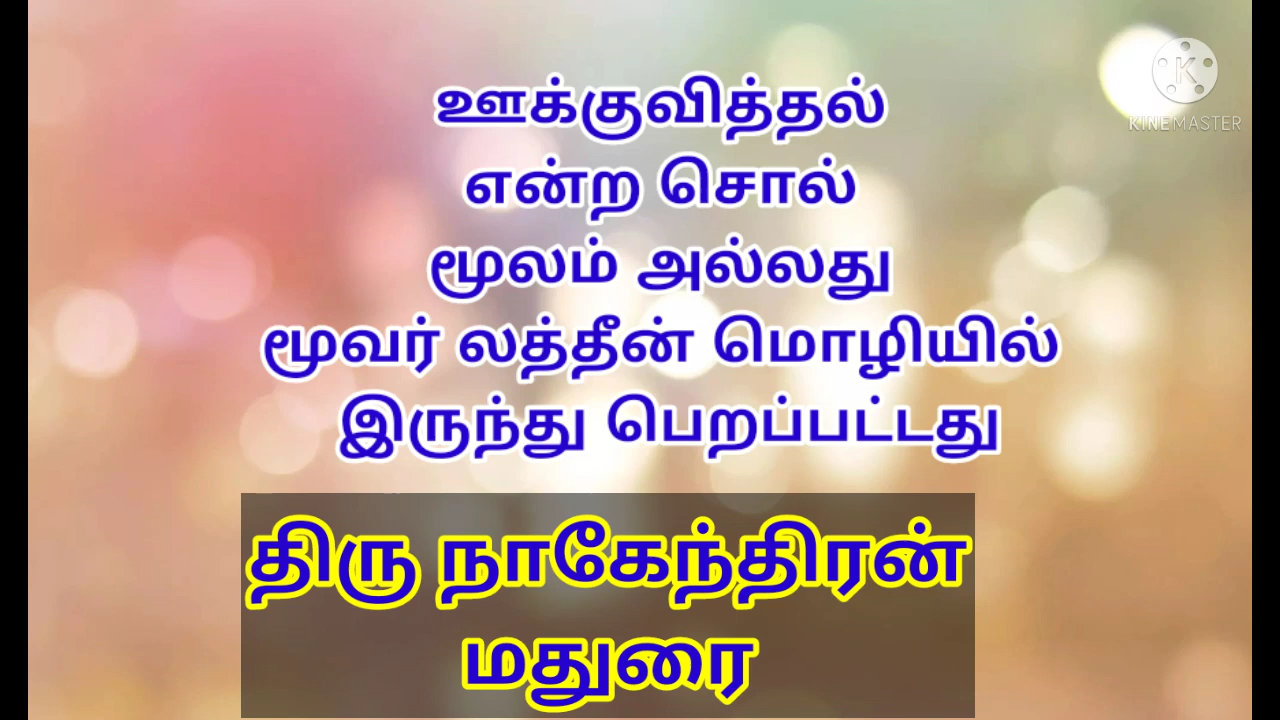 ஊக்குவித்தல்
என்ற சொல்
மூலம் அல்லது
மூவர் லத்தீன் மொழியில்
இருந்து பெறப்பட்டது
திரு நாகேந்திரன்
மதுரை
K
KINEMASTER